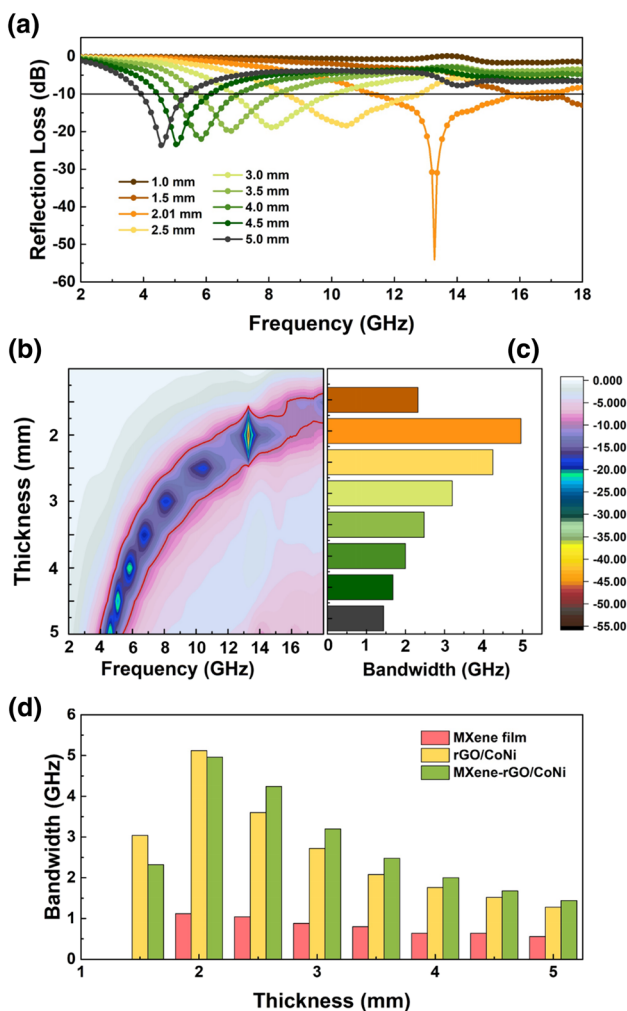 (a)
0
-10
-20
-30
-40
-50
-60
Reflection Loss (dB)
1.0 mm
1.5 mm
2.01 mm
2.5 mm
3.0 mm
3.5 mm
4.0 mm
4.5 mm
5.0 mm
2 4 6 8 10 12 14 16 18
Frequency (GHz)
(b)
Thickness (mm)
2
3
4
5
2 4 6 8 10 12 14 16
Frequency (GHz)
0 1 2 3 4 5
Bandwidth (GHz)
(c)
0.000
-5.000
-10.00
-15.00
-20.00
-25.00
-30.00
-35.00
-40.00
-45.00
-50.00
-55.00
(d)
6
5
4
3
2
1
0
Bandwidth (GHz)
MXene film
rGO/CoNi
MXene-rGO/CoNi
1 2 3 4 5
Thickness (mm)